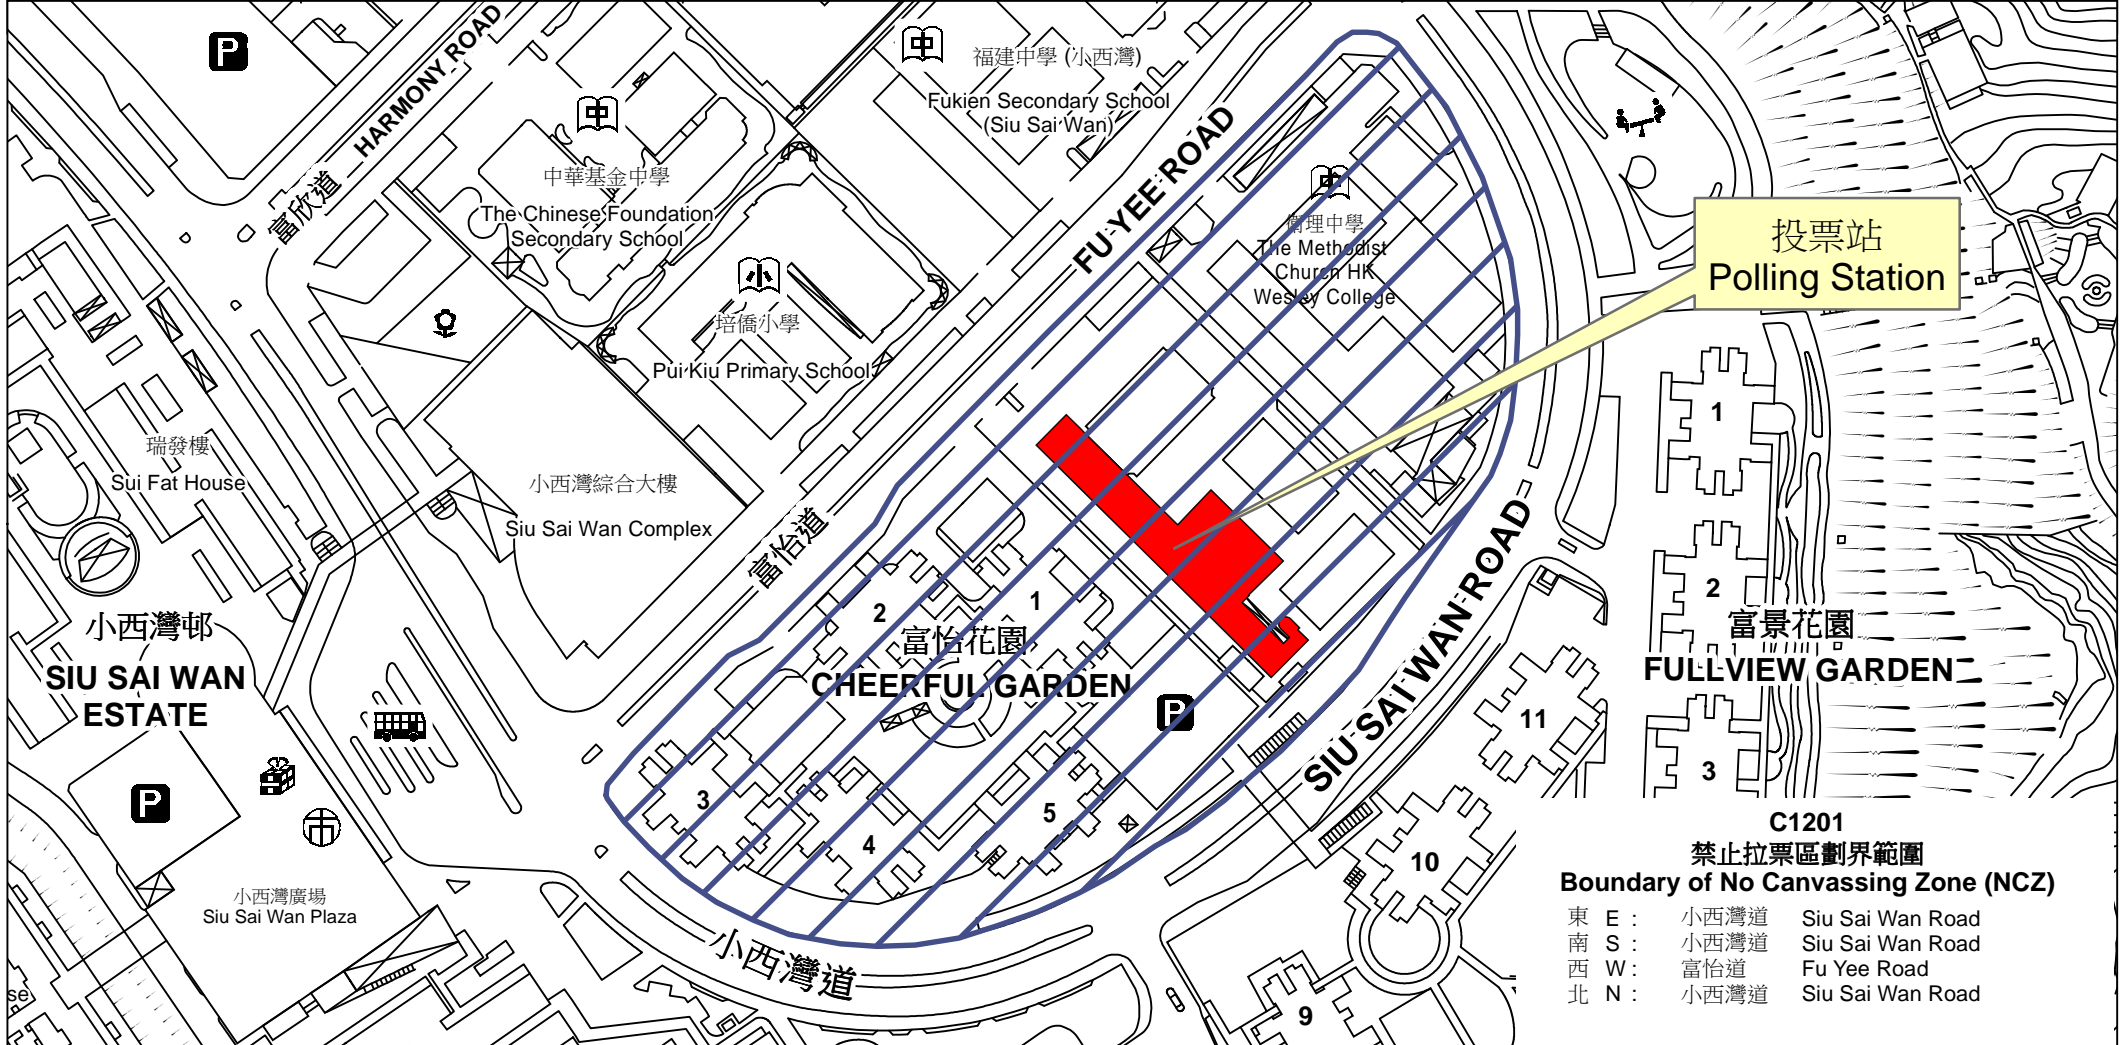 P
富欣道 HARMONY ROAD
中
福建中學 (小西灣)
Fukien Secondary School
(Siu Sai Wan)
中
中華基金中學
The Chinese Foundation
Secondary School
FU YEE ROAD
中
衛理中學
The Methodist
Church HK
Wesley College
投票站
Polling Station
小
培僑小學
Pui Kiu Primary School
瑞發樓
Sui Fat House
小西灣綜合大樓
Siu Sai Wan Complex
富怡道
1
2
富景花園
FULLVIEW GARDEN
3
小西灣邨
SIU SAI WAN
ESTATE
2
1
富怡花園
CHEERFUL GARDEN
P
SIU SAI WAN ROAD
11
10
9
3
4
5
P
小西灣廣場
Siu Sai Wan Plaza
小西灣道
se
C1201
禁止拉票區劃界範圍
Boundary of No Canvassing Zone (NCZ)
東 E : 小西灣道 Siu Sai Wan Road
南 S : 小西灣道 Siu Sai Wan Road
西 W : 富怡道 Fu Yee Road
北 N : 小西灣道 Siu Sai Wan Road